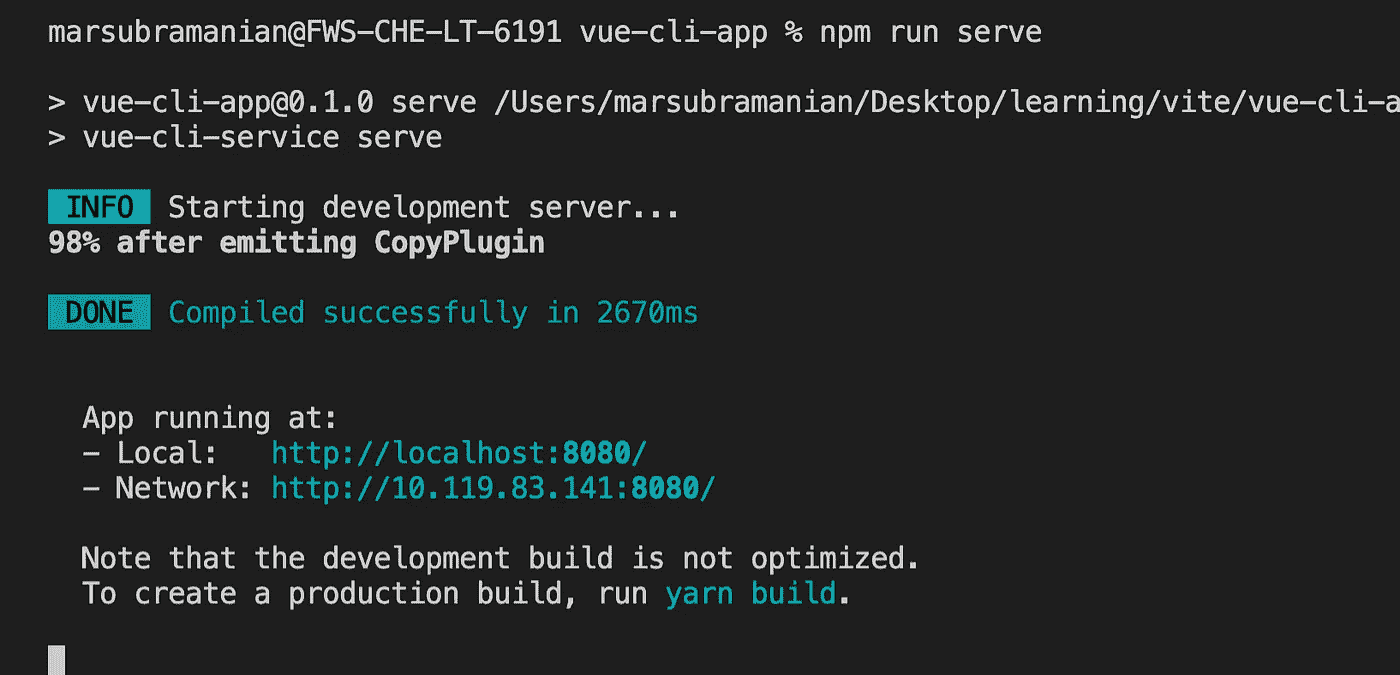 marsubramanian@FWS-CHE-LT-6191 vue-cli-app % npm run serve
> vue-cli-app@0.1.0 serve /Users/marsubramanian/Desktop/learning/vite/vue-cli-a
> vue-cli-service serve
INFO Starting development server...
98% after emitting CopyPlugin
DONE Compiled successfully in 2670ms
App running at:
- Local: http://localhost:8080/
- Network: http://10.119.83.141:8080/
Note that the development build is not optimized.
To create a production build, run yarn build.